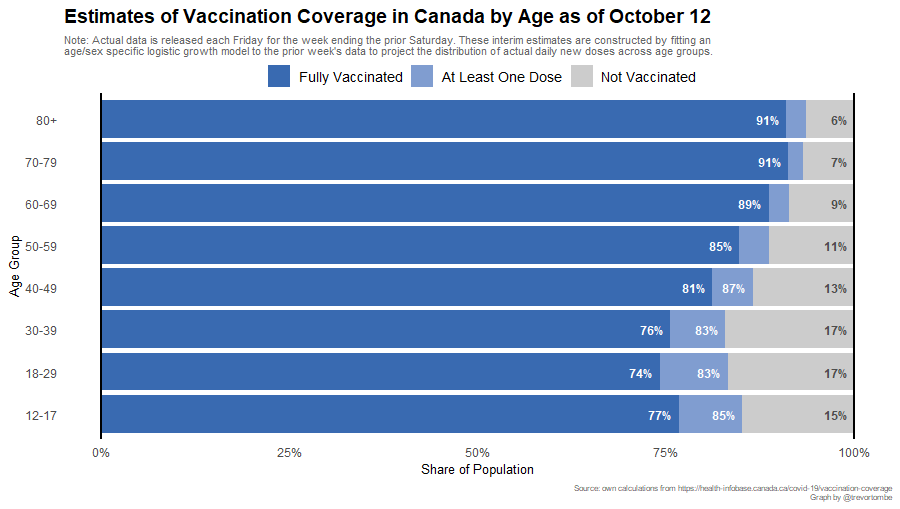 Estimates of Vaccination Coverage in Canada by Age as of October 12
Note: Actual data is released each Friday for the week ending the prior Saturday. These interim estimates are constructed by fitting an
age/sex specific logistic growth model to the prior week's data to project the distribution of actual daily new doses across age groups.
Fully Vaccinated At Least One Dose Not Vaccinated
80+ 91% 6%
70-79 91% 7%
60-69 89% 9%
50-59 85% 11%
40-49 81% 87% 13%
30-39 76% 83% 17%
18-29 74% 83% 17%
12-17 77% 85% 15%
Age Group
0% 25% 50% 75% 100%
Share of Population
Source: own calculations from https://health-infobase.canada.ca/covid-19/vaccination-coverage
Graph by @trevortombe